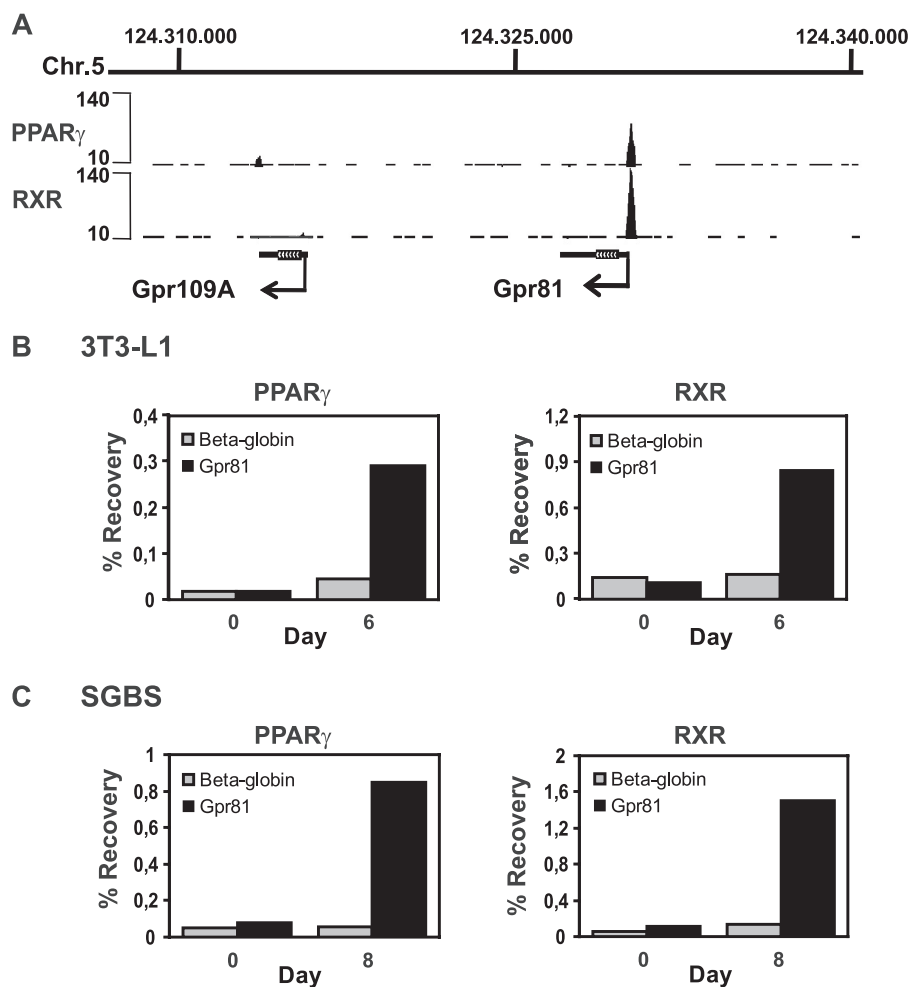 A
124.310.000 124.325.000 124.340.000
Chr.5
140
PPARγ
10
140
RXR
10
Gpr109A Gpr81
B 3T3-L1
PPARγ
0,4
0,3
0,2
0,1
0
% Recovery
Beta-globin
Gpr81
0 6
Day
RXR
1,2
0,9
0,6
0,3
0
% Recovery
Beta-globin
Gpr81
0 6
Day
C SGBS
PPARγ
1
0,8
0,6
0,4
0,2
0
% Recovery
Beta-globin
Gpr81
0 8
Day
RXR
2
1,6
1,2
0,8
0,4
0
% Recovery
Beta-globin
Gpr81
0 8
Day